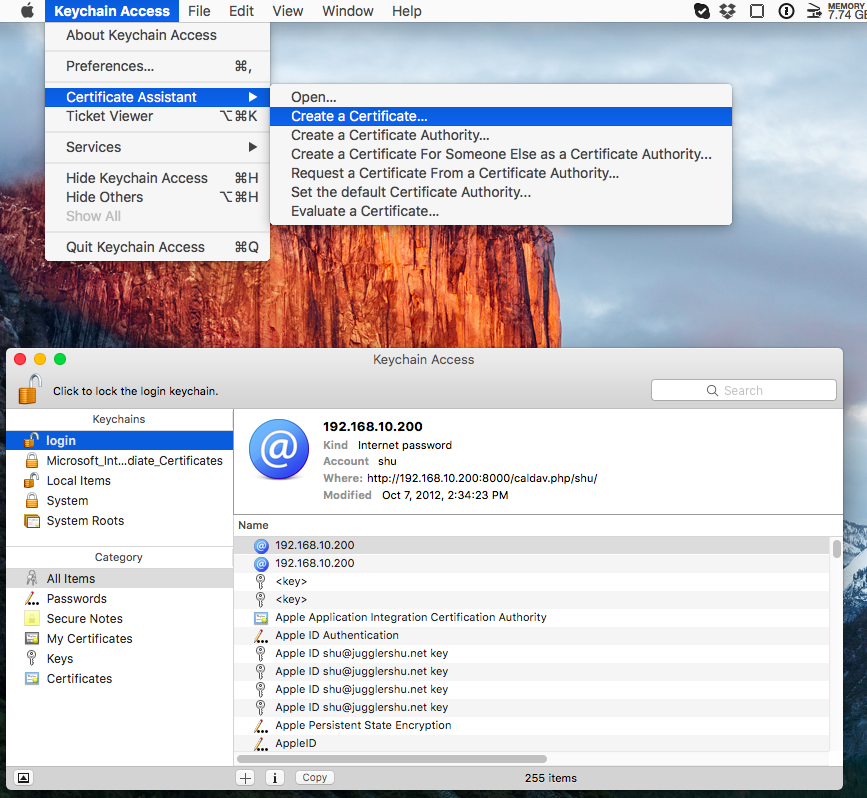 Keychain Access File Edit View Window Help MEMORY
7.74 GB
About Keychain Access
Preferences... ⌘,
Certificate Assistant ▶
Ticket Viewer ⌥⌘K
Services ▶
Hide Keychain Access ⌘H
Hide Others ⌥⌘H
Show All
Quit Keychain Access ⌘Q
Open...
Create a Certificate...
Create a Certificate Authority...
Create a Certificate For Someone Else as a Certificate Authority...
Request a Certificate From a Certificate Authority...
Set the default Certificate Authority...
Evaluate a Certificate...
Keychain Access
Click to lock the login keychain.
Search
Keychains
login
Microsoft_Int...diate_Certificates
Local Items
System
System Roots
Category
All Items
Passwords
Secure Notes
My Certificates
Keys
Certificates
192.168.10.200
Kind Internet password
Account shu
Where: http://192.168.10.200:8000/caldav.php/shu/
Modified Oct 7, 2012, 2:34:23 PM
Name
192.168.10.200
192.168.10.200
<key>
<key>
Apple Application Integration Certification Authority
Apple ID Authentication
Apple ID shu@jugglershu.net key
Apple ID shu@jugglershu.net key
Apple ID shu@jugglershu.net key
Apple ID shu@jugglershu.net key
Apple Persistent State Encryption
AppleID
+ i Copy 255 items